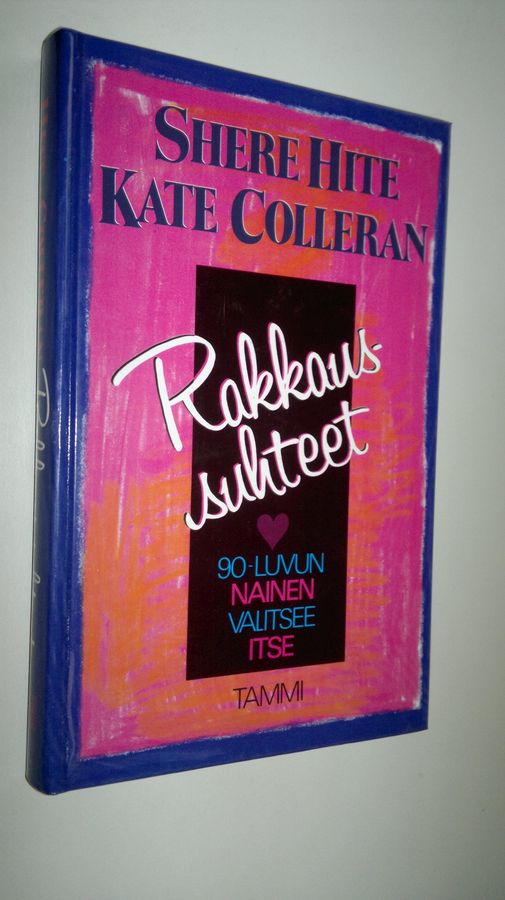 SHERE HITE
KATE COLLERAN
Rakkaus-
suhteet
90-LUVUN
NAINEN
VALITSEE
ITSE
TAMMI